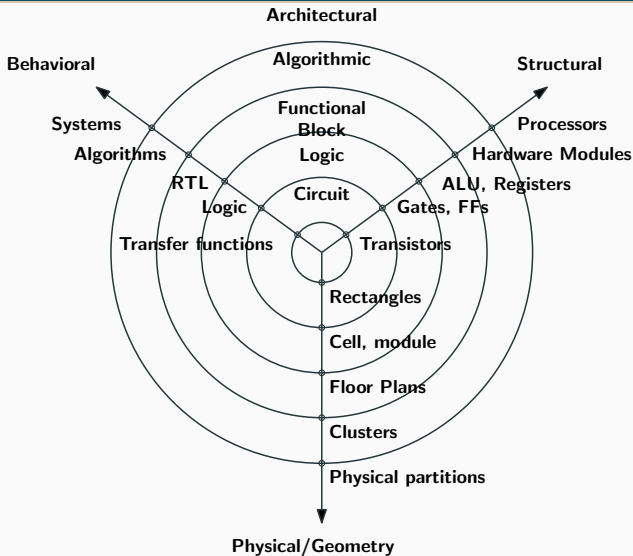 Architectural
Behavioral
Structural
Algorithmic
Systems
Processors
Functional
Block
Algorithms
Hardware Modules
Logic
RTL
ALU, Registers
Circuit
Logic
Gates, FFs
Transfer functions
Transistors
Rectangles
Cell, module
Floor Plans
Clusters
Physical partitions
Physical/Geometry